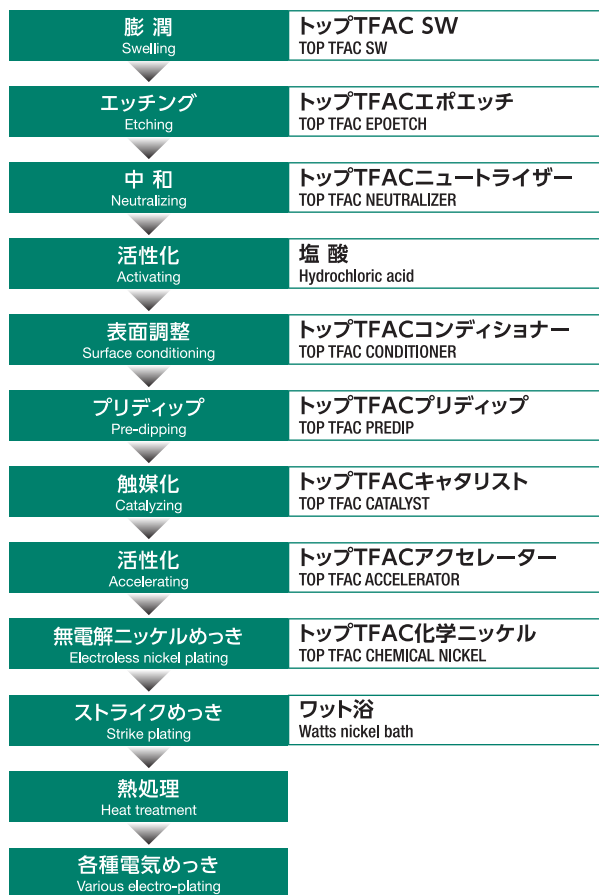 膨 潤
Swelling
トップTFAC SW
TOP TFAC SW
エッチング
Etching
トップTFACエポエッチ
TOP TFAC EPOETCH
中 和
Neutralizing
トップTFACニュートライザー
TOP TFAC NEUTRALIZER
活性化
Activating
塩 酸
Hydrochloric acid
表面調整
Surface conditioning
トップTFACコンディショナー
TOP TFAC CONDITIONER
プリディップ
Pre-dipping
トップTFACプリディップ
TOP TFAC PREDIP
触媒化
Catalyzing
トップTFACキャタリスト
TOP TFAC CATALYST
活性化
Accelerating
トップTFACアクセレーター
TOP TFAC ACCELERATOR
無電解ニッケルめっき
Electroless nickel plating
トップTFAC化学ニッケル
TOP TFAC CHEMICAL NICKEL
ストライクめっき
Strike plating
ワット浴
Watts nickel bath
熱処理
Heat treatment
各種電気めっき
Various electro-plating